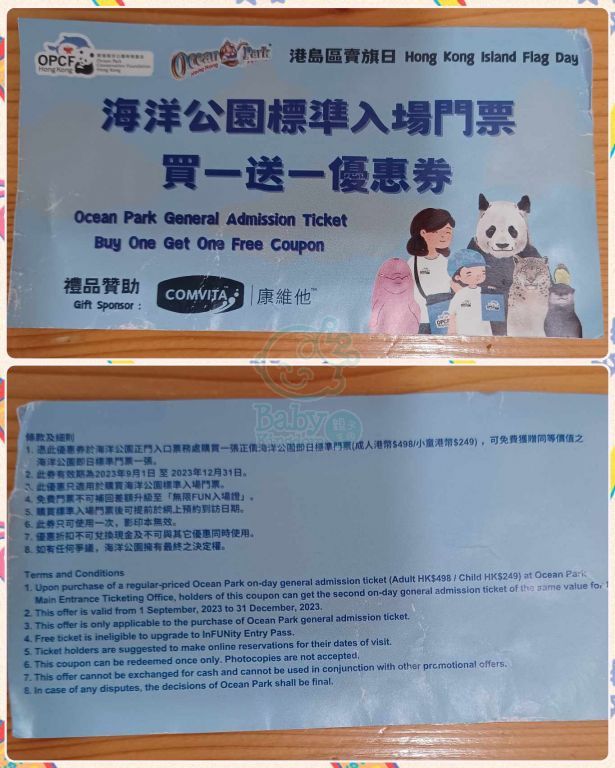 OPCF
Hong Kong
Ocean Park
Conservation Foundation
Hong Kong
Ocean Park
Hong Kong
港島區賣旗日 Hong Kong Island Flag Day
海洋公園標準入場門票
買一送一優惠券
Ocean Park General Admission Ticket
Buy One Get One Free Coupon
禮品贊助
Gift Sponsor :
COMVITA
康維他™
OPCF
Baby
親子
條款及細則
1. 憑此優惠券於海洋公園正門入口票務處購買一張正價海洋公園即日標準門票(成人港幣$498/小童港幣$249) ，可免費獲贈同等價值之
海洋公園即日標準門票一張。
2. 此券有效期為2023年9月1日 至 2023年12月31日。
3. 此優惠只適用於購買海洋公園標準入場門票。
4. 免費門票不可補回差額升級至「無限FUN入場證」。
5. 購買標準入場門票後可提前於網上預約到訪日期。
6. 此券只可使用一次，影印本無效。
7. 優惠折扣不可兌換現金及不可與其它優惠同時使用。
8. 如有任何爭議，海洋公園擁有最終之決定權。
Terms and Conditions
1. Upon purchase of a regular-priced Ocean Park on-day general admission ticket (Adult HK$498 / Child HK$249) at Ocean Park
Main Entrance Ticketing Office, holders of this coupon can get the second on-day general admission ticket of the same value for
2. This offer is valid from 1 September, 2023 to 31 December, 2023.
3. This offer is only applicable to the purchase of Ocean Park general admission ticket.
4. Free ticket is ineligible to upgrade to InFUNity Entry Pass.
5. Ticket holders are suggested to make online reservations for their dates of visit.
6. This coupon can be redeemed once only. Photocopies are not accepted.
7. This offer cannot be exchanged for cash and cannot be used in conjunction with other promotional offers.
8. In case of any disputes, the decisions of Ocean Park shall be final.